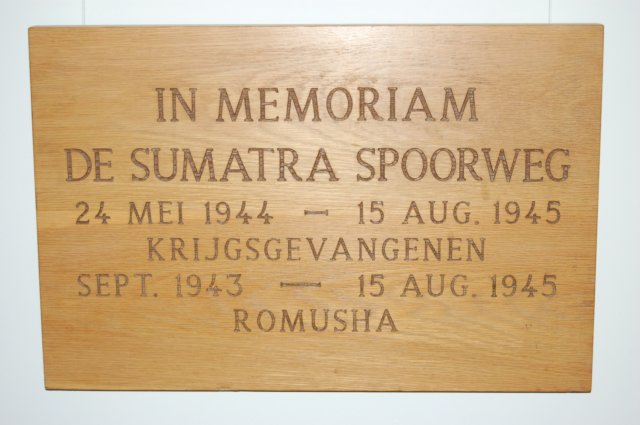 IN MEMORIAM
DE SUMATRA SPOORWEG
24 MEI 1944 — 15 AUG. 1945
KRIJGSGEVANGENEN
SEPT. 1943 — 15 AUG. 1945
ROMUSHA